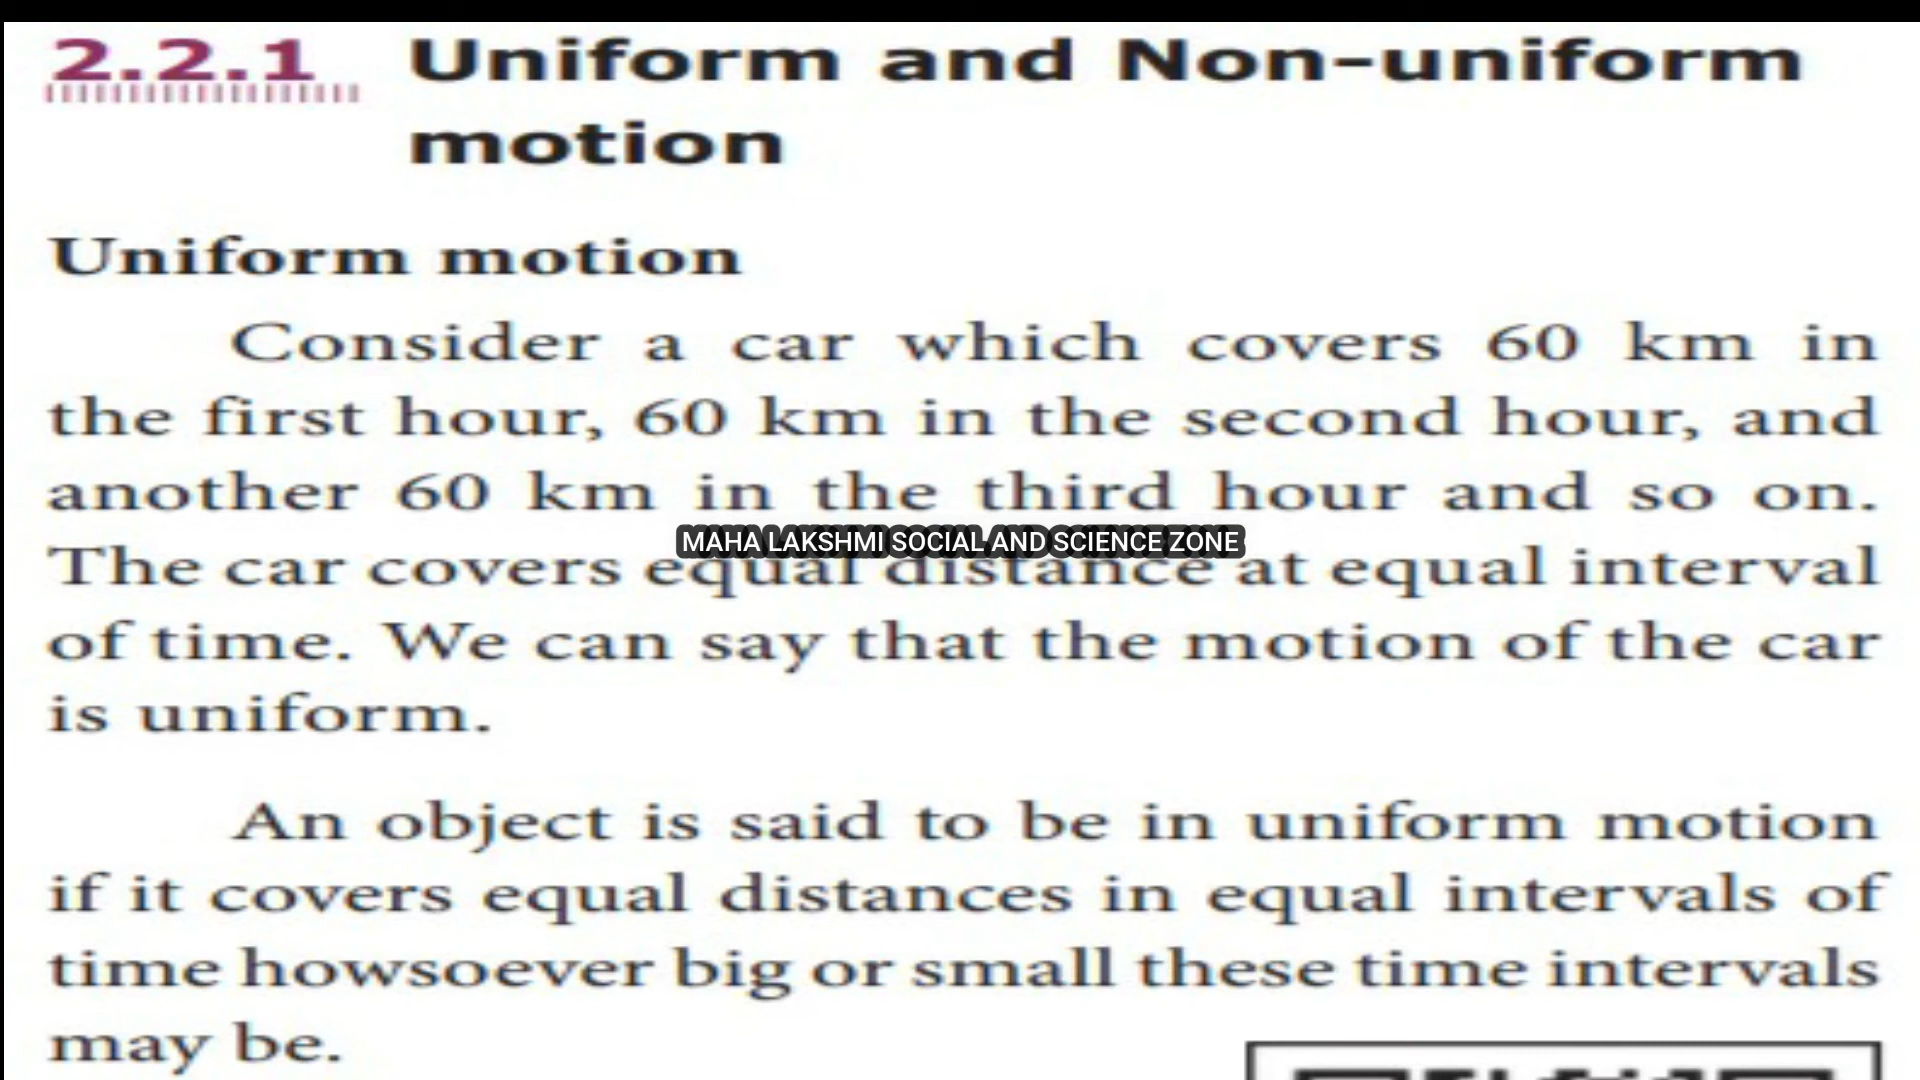 2.2.1 Uniform and Non-uniform
motion
Uniform motion
Consider a car which covers 60 km in
the first hour, 60 km in the second hour, and
another 60 km in the third hour and so on.
MAHA LAKSHMI SOCIAL AND SCIENCE ZONE
The car covers equal distance at equal interval
of time. We can say that the motion of the car
is uniform.
An object is said to be in uniform motion
if it covers equal distances in equal intervals of
time howsoever big or small these time intervals
may be.